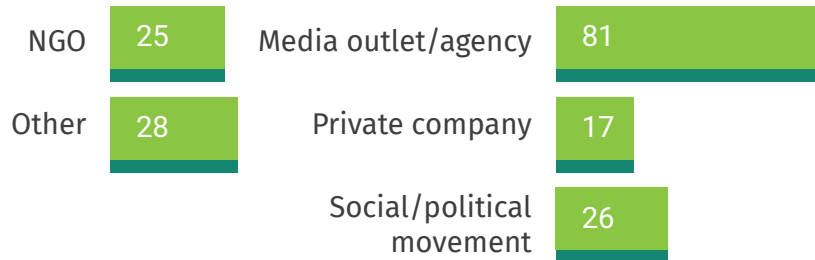 NGO 25 Media outlet/agency 81
Other 28 Private company 17
Social/political
movement 26